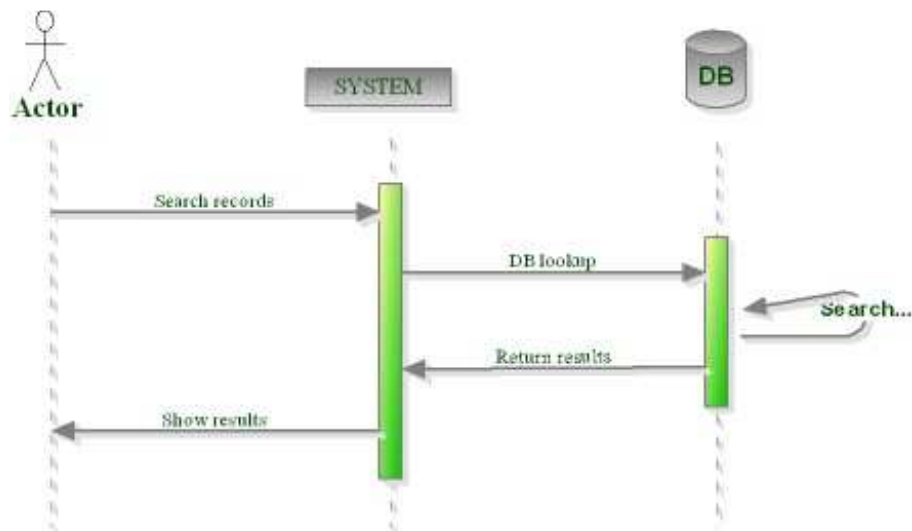 Actor
SYSTEM
DB
Search records
DB lookup
Search...
Return results
Show results